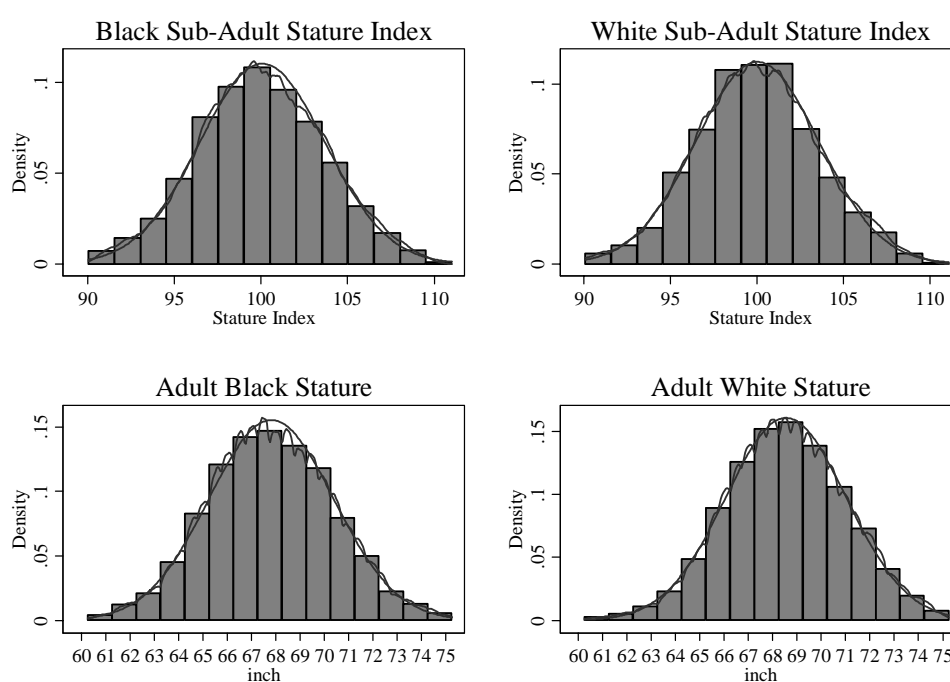 Black Sub-Adult Stature Index
Density
0 .05 .1
90 95 100 105 110
Stature Index
White Sub-Adult Stature Index
Density
0 .05 .1
90 95 100 105 110
Stature Index
Adult Black Stature
Density
0 .05 .1 .15
60 61 62 63 64 65 66 67 68 69 70 71 72 73 74 75
inch
Adult White Stature
Density
0 .05 .1 .15
60 61 62 63 64 65 66 67 68 69 70 71 72 73 74 75
inch